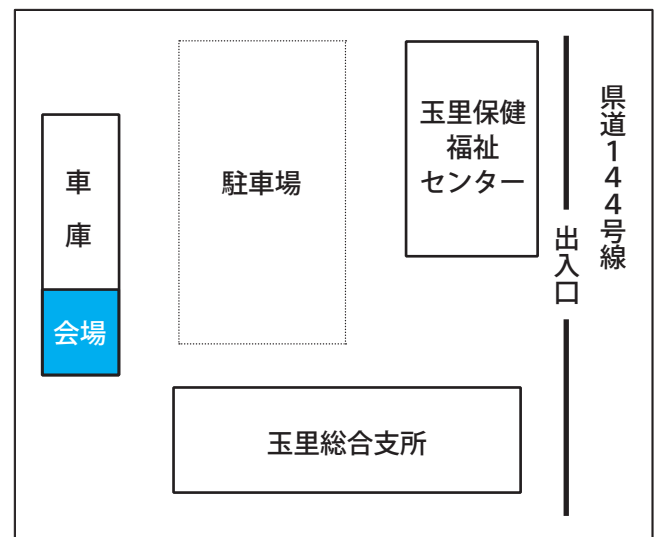 車庫
会場
駐車場
玉里保健
福祉
センター
玉里総合支所
出入口
県道144号線